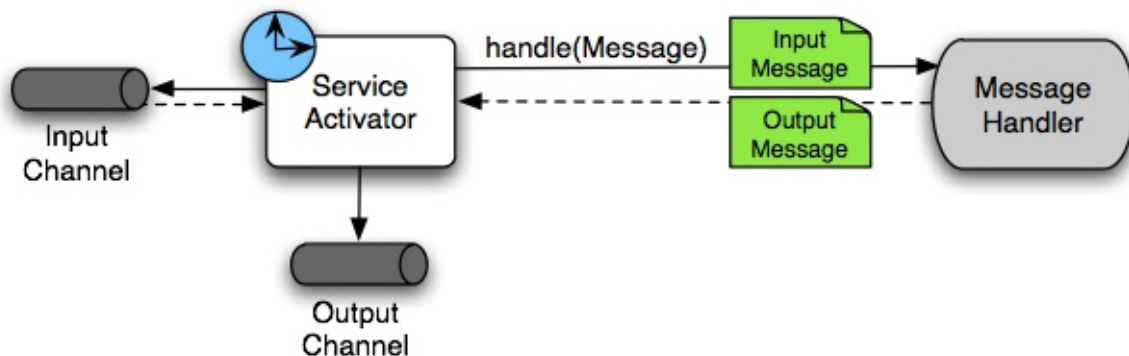 handle(Message)
Input
Message
Service
Activator
Message
Handler
Input
Channel
Output
Message
Output
Channel